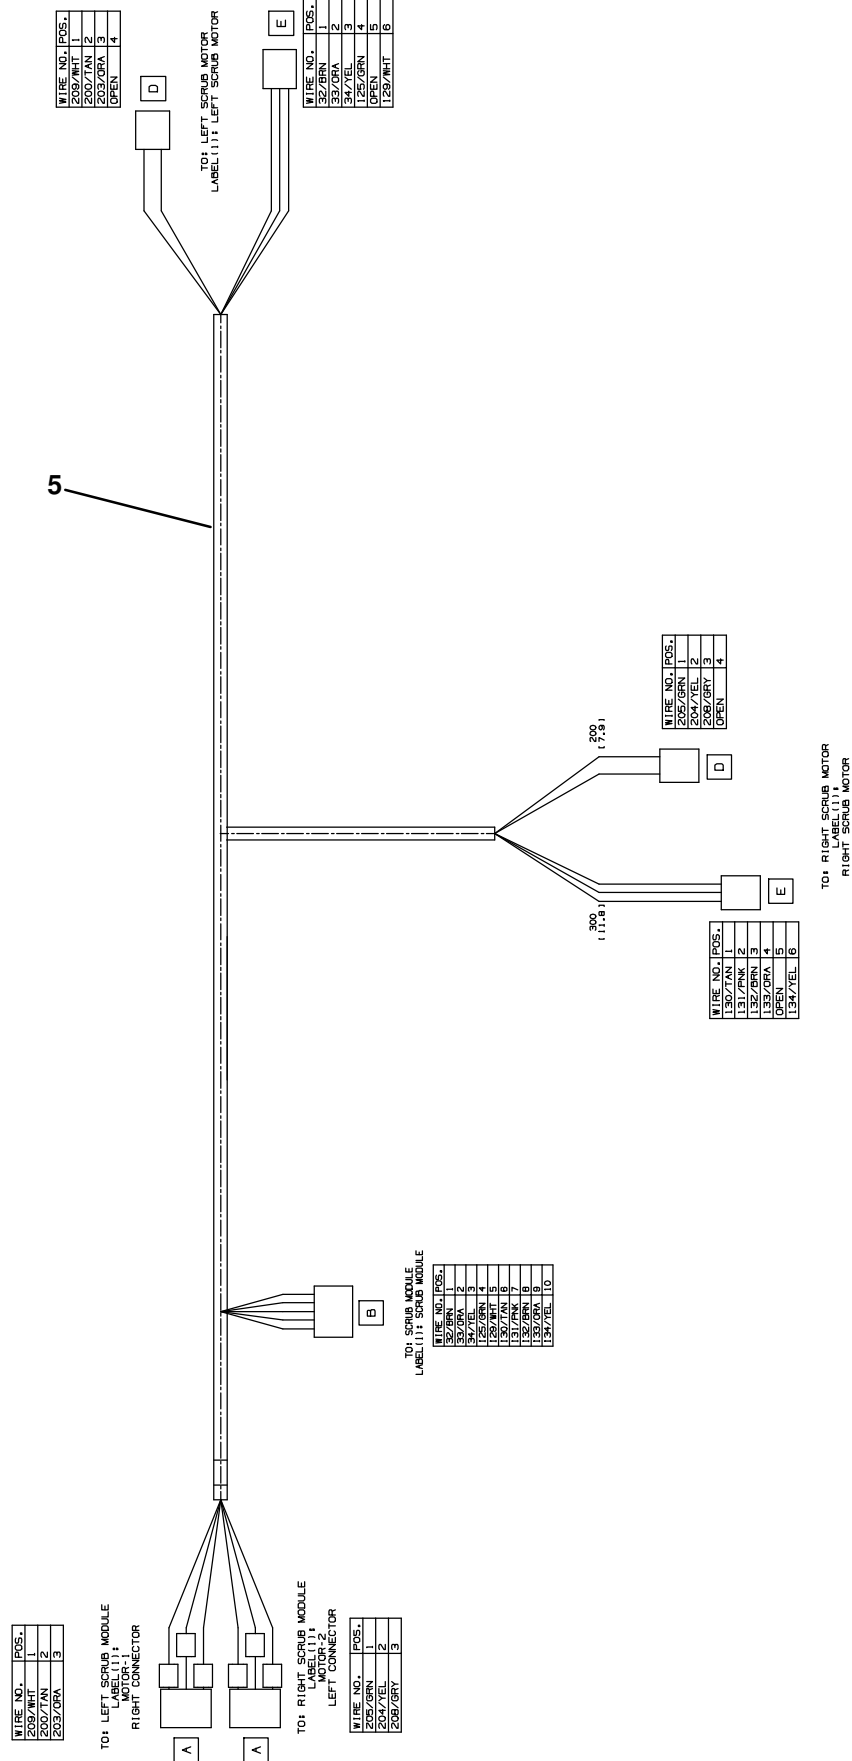 WIRE NO. POS.
209/WHT 1
200/TAN 2
203/ORA 3
OPEN 4
D
TO: LEFT SCRUB MOTOR
LABEL(1): LEFT SCRUB MOTOR
E
WIRE NO. POS.
32/BRN 1
33/ORA 2
34/YEL 3
125/GRN 4
OPEN 5
129/WHT 6
5
WIRE NO. POS.
205/GRN 1
204/YEL 2
208/GRY 3
OPEN 4
200
[7.9]
D
TO: RIGHT SCRUB MOTOR
LABEL(1):
RIGHT SCRUB MOTOR
300
[11.8]
E
WIRE NO. POS.
130/TAN 1
131/PNK 2
132/BRN 3
133/ORA 4
OPEN 5
134/YEL 6
B
TO: SCRUB MODULE
LABEL(1): SCRUB MODULE
WIRE NO. POS.
32/BRN 1
33/ORA 2
34/YEL 3
125/GRN 4
129/WHT 5
130/TAN 6
131/PNK 7
132/BRN 8
133/ORA 9
134/YEL 10
WIRE NO. POS.
209/WHT 1
200/TAN 2
203/ORA 3
TO: LEFT SCRUB MODULE
LABEL(1):
MOTOR-1
RIGHT CONNECTOR
A
A
TO: RIGHT SCRUB MODULE
LABEL(1):
MOTOR-2
LEFT CONNECTOR
WIRE NO. POS.
205/GRN 1
204/YEL 2
208/GRY 3